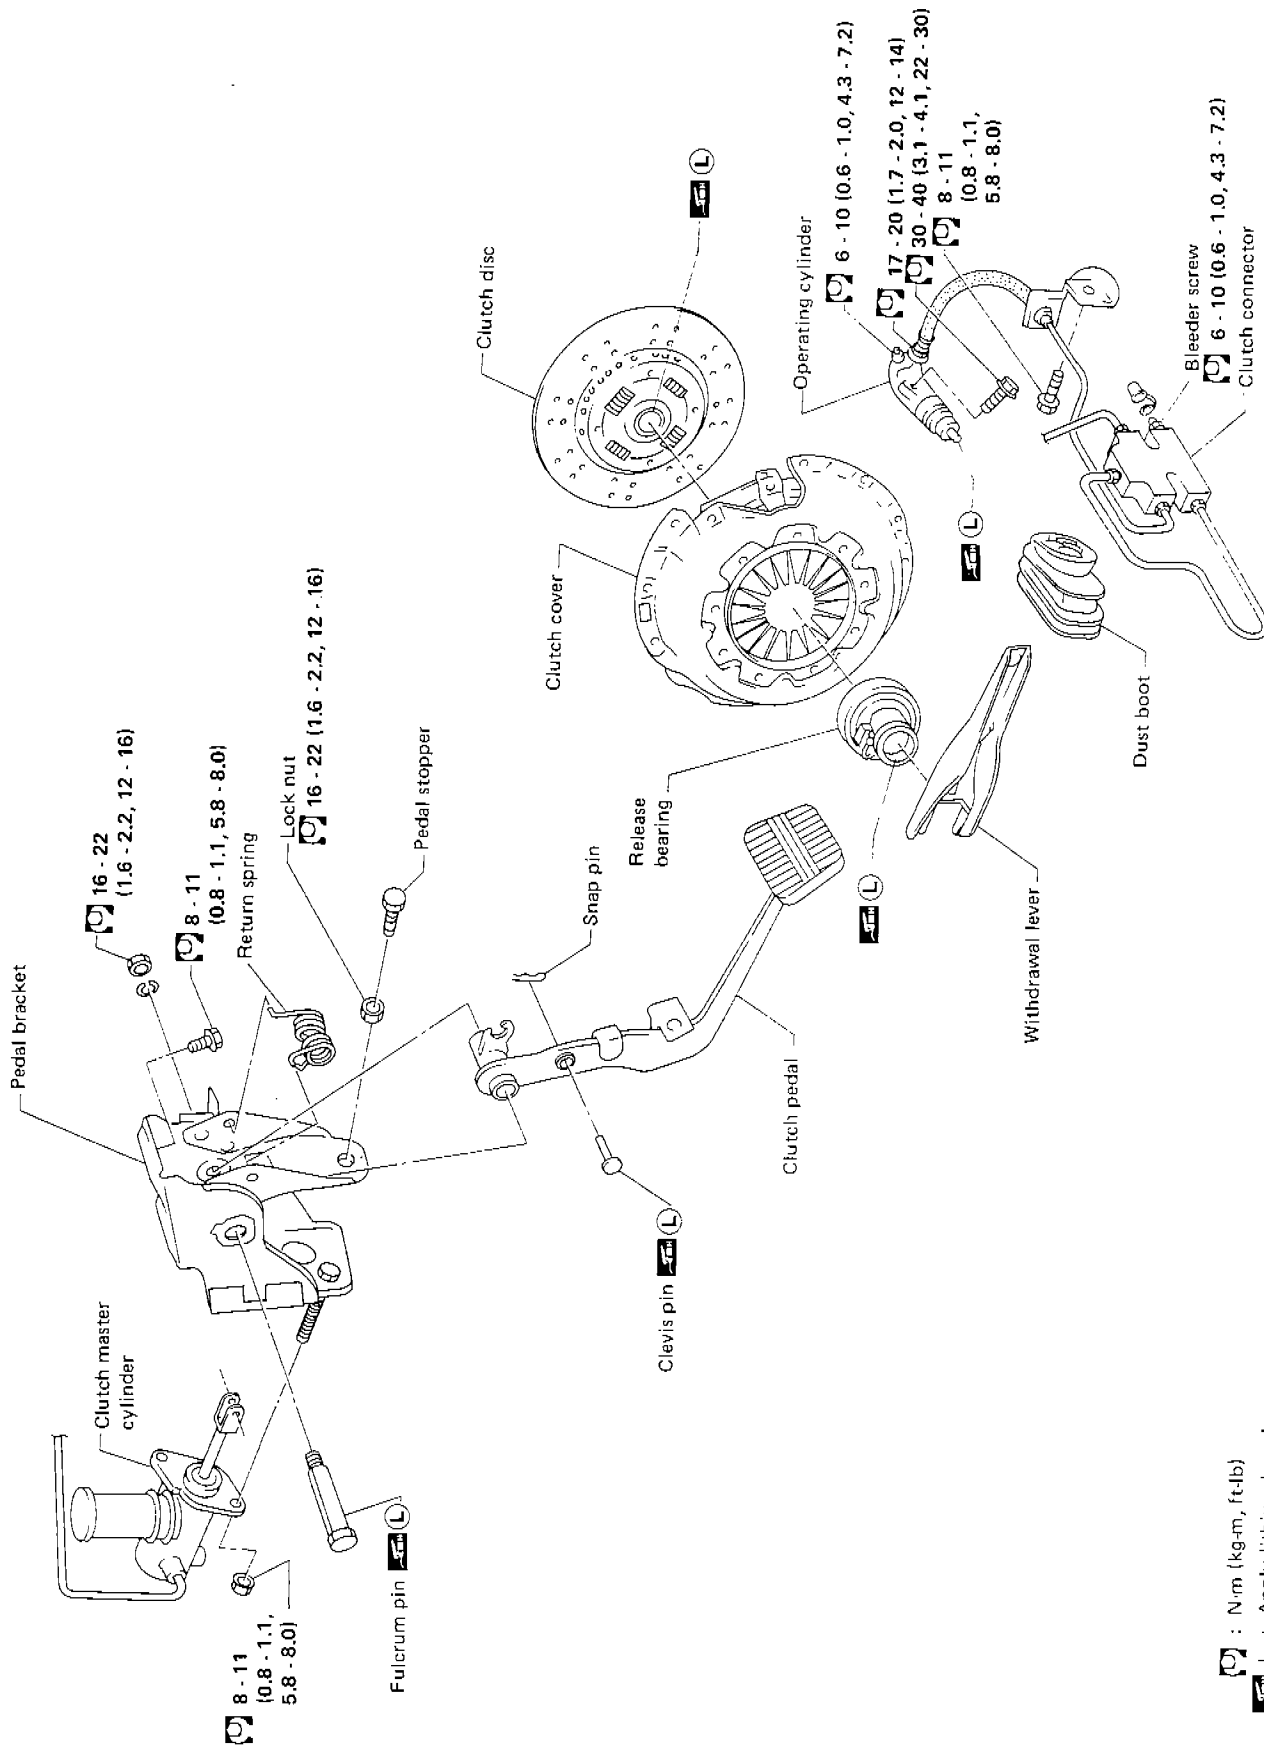 Pedal bracket
16 - 22
(1.6 - 2.2, 12 - 16)
8 - 11
(0.8 - 1.1, 5.8 - 8.0)
Return spring
Lock nut
16 - 22 (1.6 - 2.2, 12 - 16)
Pedal stopper
Clutch master
cylinder
8 - 11
(0.8 - 1.1,
5.8 - 8.0)
Fulcrum pin L
Snap pin
Clevis pin L
Clutch pedal
Clutch disc
L
Clutch cover
Release
bearing
L
Withdrawal lever
Dust boot
Operating cylinder
6 - 10 (0.6 - 1.0, 4.3 - 7.2)
17 - 20 (1.7 - 2.0, 12 - 14)
30 - 40 (3.1 - 4.1, 22 - 30)
8 - 11
(0.8 - 1.1,
5.8 - 8.0)
L
Bleeder screw
6 - 10 (0.6 - 1.0, 4.3 - 7.2)
Clutch connector
: N·m (kg-m, ft-lb)